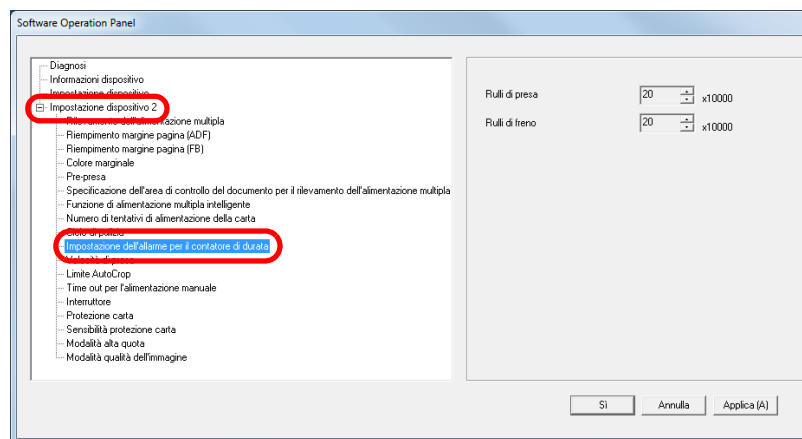 Software Operation Panel
Diagnosi
Informazioni dispositivo
Impostazione dispositivo
Impostazione dispositivo 2
Rilevamento dell'alimentazione multipla
Riempimento margine pagina (ADF)
Riempimento margine pagina (FB)
Colore marginale
Pre-presa
Specificazione dell'area di controllo del documento per il rilevamento dell'alimentazione multipla
Funzione di alimentazione multipla intelligente
Numero di tentativi di alimentazione della carta
Ciclo di pulizia
Impostazione dell'allarme per il contatore di durata
Velocità di presa
Limite AutoCrop
Time out per l'alimentazione manuale
Interruttore
Protezione carta
Sensibilità protezione carta
Modalità alta quota
Modalità qualità dell'immagine
Rulli di presa 20 x10000
Rulli di freno 20 x10000
Sì Annulla Applica (A)